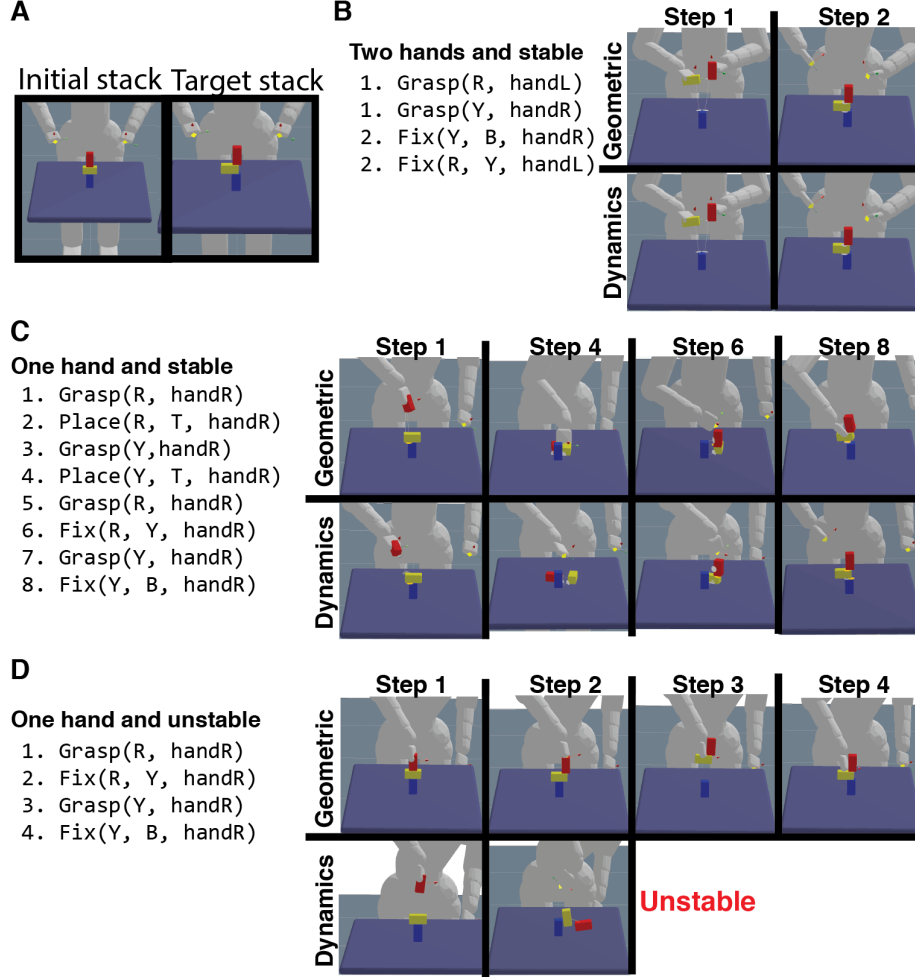 A
Initial stack
Target stack
B
Two hands and stable
1. Grasp(R, handL)
1. Grasp(Y, handR)
2. Fix(Y, B, handR)
2. Fix(R, Y, handL)
Step 1
Step 2
Geometric
Dynamics
C
One hand and stable
1. Grasp(R, handR)
2. Place(R, T, handR)
3. Grasp(Y,handR)
4. Place(Y, T, handR)
5. Grasp(R, handR)
6. Fix(R, Y, handR)
7. Grasp(Y, handR)
8. Fix(Y, B, handR)
Step 1
Step 4
Step 6
Step 8
Geometric
Dynamics
D
One hand and unstable
1. Grasp(R, handR)
2. Fix(R, Y, handR)
3. Grasp(Y, handR)
4. Fix(Y, B, handR)
Step 1
Step 2
Step 3
Step 4
Geometric
Dynamics
Unstable